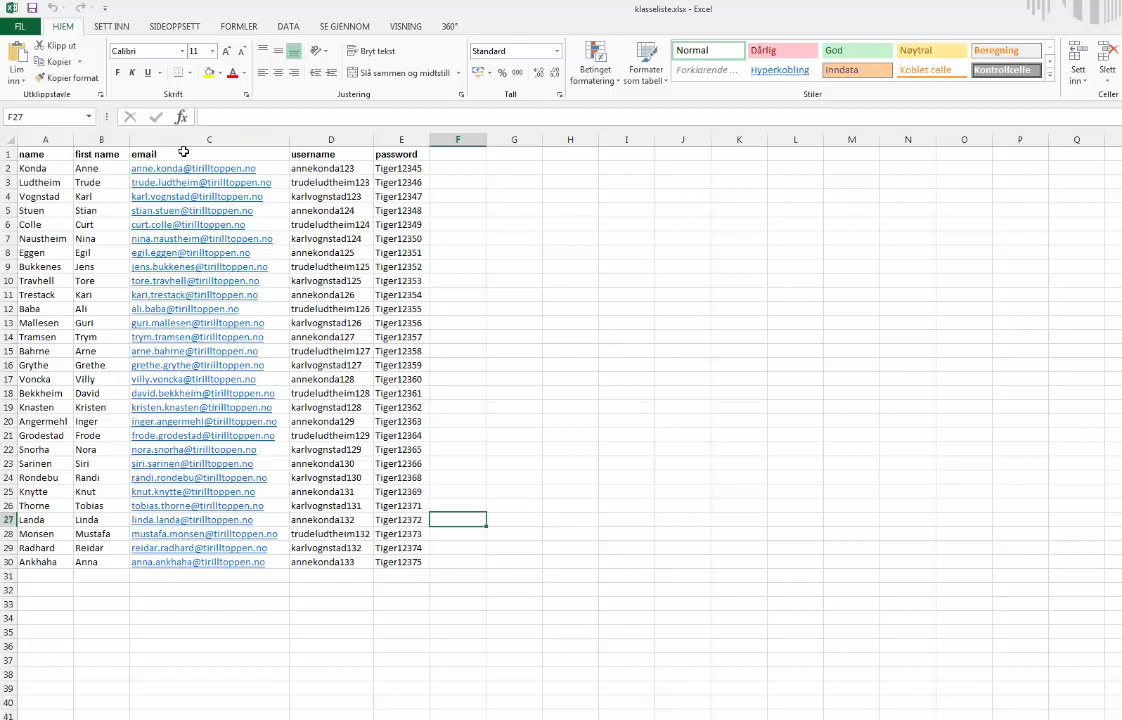 klasseliste.xlsx - Excel
FIL HJEM SETT INN SIDEOPPSETT FORMLER DATA SE GJENNOM VISNING 360°
Lim inn Klipp ut Kopier Kopier format
Calibri 11 F K U
Bryt tekst
Slå sammen og midtstill
Standard
% 000
Betinget formatering Formater som tabell
Normal Dårlig God Nøytral Beregning
Forklarende ... Hyperkobling Inndata Koblet celle Kontrollcelle
Sett inn Slett
Utklippstavle Skrift Justering Tall Stiler Celler
F27 fx
A B C D E F G H I J K L M N O P Q
1 name first name email username password
2 Konda Anne anne.konda@tirilltoppen.no annekonda123 Tiger12345
3 Ludtheim Trude trude.ludtheim@tirilltoppen.no trudeludtheim123 Tiger12346
4 Vognstad Karl karl.vognstad@tirilltoppen.no karlvognstad123 Tiger12347
5 Stuen Stian stian.stuen@tirilltoppen.no annekonda124 Tiger12348
6 Colle Curt curt.colle@tirilltoppen.no trudeludtheim124 Tiger12349
7 Naustheim Nina nina.naustheim@tirilltoppen.no karlvognstad124 Tiger12350
8 Eggen Egil egil.eggen@tirilltoppen.no annekonda125 Tiger12351
9 Bukkenes Jens jens.bukkenes@tirilltoppen.no trudeludtheim125 Tiger12352
10 Travhell Tore tore.travhell@tirilltoppen.no karlvognstad125 Tiger12353
11 Trestack Kari kari.trestack@tirilltoppen.no annekonda126 Tiger12354
12 Baba Ali ali.baba@tirilltoppen.no trudeludtheim126 Tiger12355
13 Mallesen Guri guri.mallesen@tirilltoppen.no karlvognstad126 Tiger12356
14 Tramsen Trym trym.tramsen@tirilltoppen.no annekonda127 Tiger12357
15 Bahrne Arne arne.bahrne@tirilltoppen.no trudeludtheim127 Tiger12358
16 Grythe Grethe grethe.grythe@tirilltoppen.no karlvognstad127 Tiger12359
17 Voncka Villy villy.voncka@tirilltoppen.no annekonda128 Tiger12360
18 Bekkheim David david.bekkheim@tirilltoppen.no trudeludtheim128 Tiger12361
19 Knasten Kristen kristen.knasten@tirilltoppen.no karlvognstad128 Tiger12362
20 Angermehl Inger inger.angermehl@tirilltoppen.no annekonda129 Tiger12363
21 Grodestad Frode frode.grodestad@tirilltoppen.no trudeludtheim129 Tiger12364
22 Snorha Nora nora.snorha@tirilltoppen.no karlvognstad129 Tiger12365
23 Sarinen Siri siri.sarinen@tirilltoppen.no annekonda130 Tiger12366
24 Rondebu Randi randi.rondebu@tirilltoppen.no karlvognstad130 Tiger12368
25 Knytte Knut knut.knytte@tirilltoppen.no annekonda131 Tiger12369
26 Thorne Tobias tobias.thorne@tirilltoppen.no karlvognstad131 Tiger12371
27 Landa Linda linda.landa@tirilltoppen.no annekonda132 Tiger12372
28 Monsen Mustafa mustafa.monsen@tirilltoppen.no trudeludtheim132 Tiger12373
29 Radhard Reidar reidar.radhard@tirilltoppen.no karlvognstad132 Tiger12374
30 Ankhaha Anna anna.ankhaha@tirilltoppen.no annekonda133 Tiger12375
31
32
33
34
35
36
37
38
39
40
41